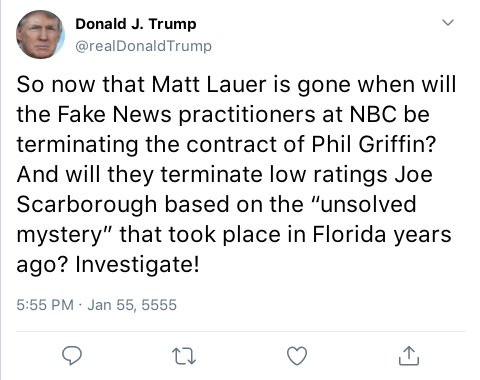 Donald J. Trump
@realDonaldTrump
So now that Matt Lauer is gone when will
the Fake News practitioners at NBC be
terminating the contract of Phil Griffin?
And will they terminate low ratings Joe
Scarborough based on the “unsolved
mystery” that took place in Florida years
ago? Investigate!
5:55 PM · Jan 55, 5555